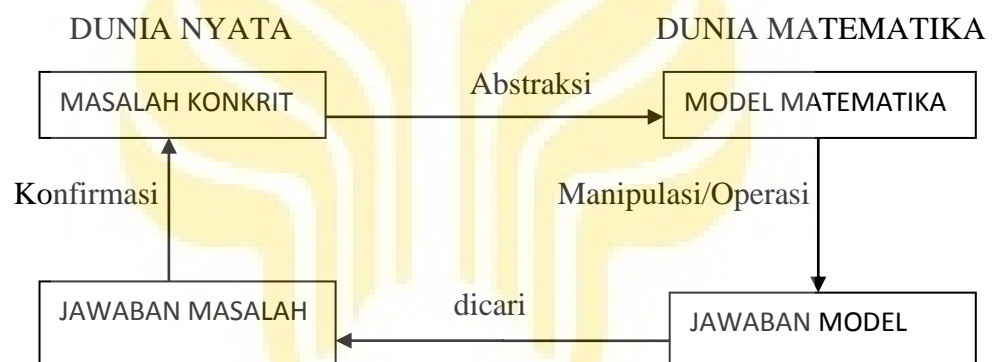 DUNIA NYATA
DUNIA MATEMATIKA
MASALAH KONKRIT
Abstraksi
MODEL MATEMATIKA
Konfirmasi
Manipulasi/Operasi
JAWABAN MASALAH
dicari
JAWABAN MODEL